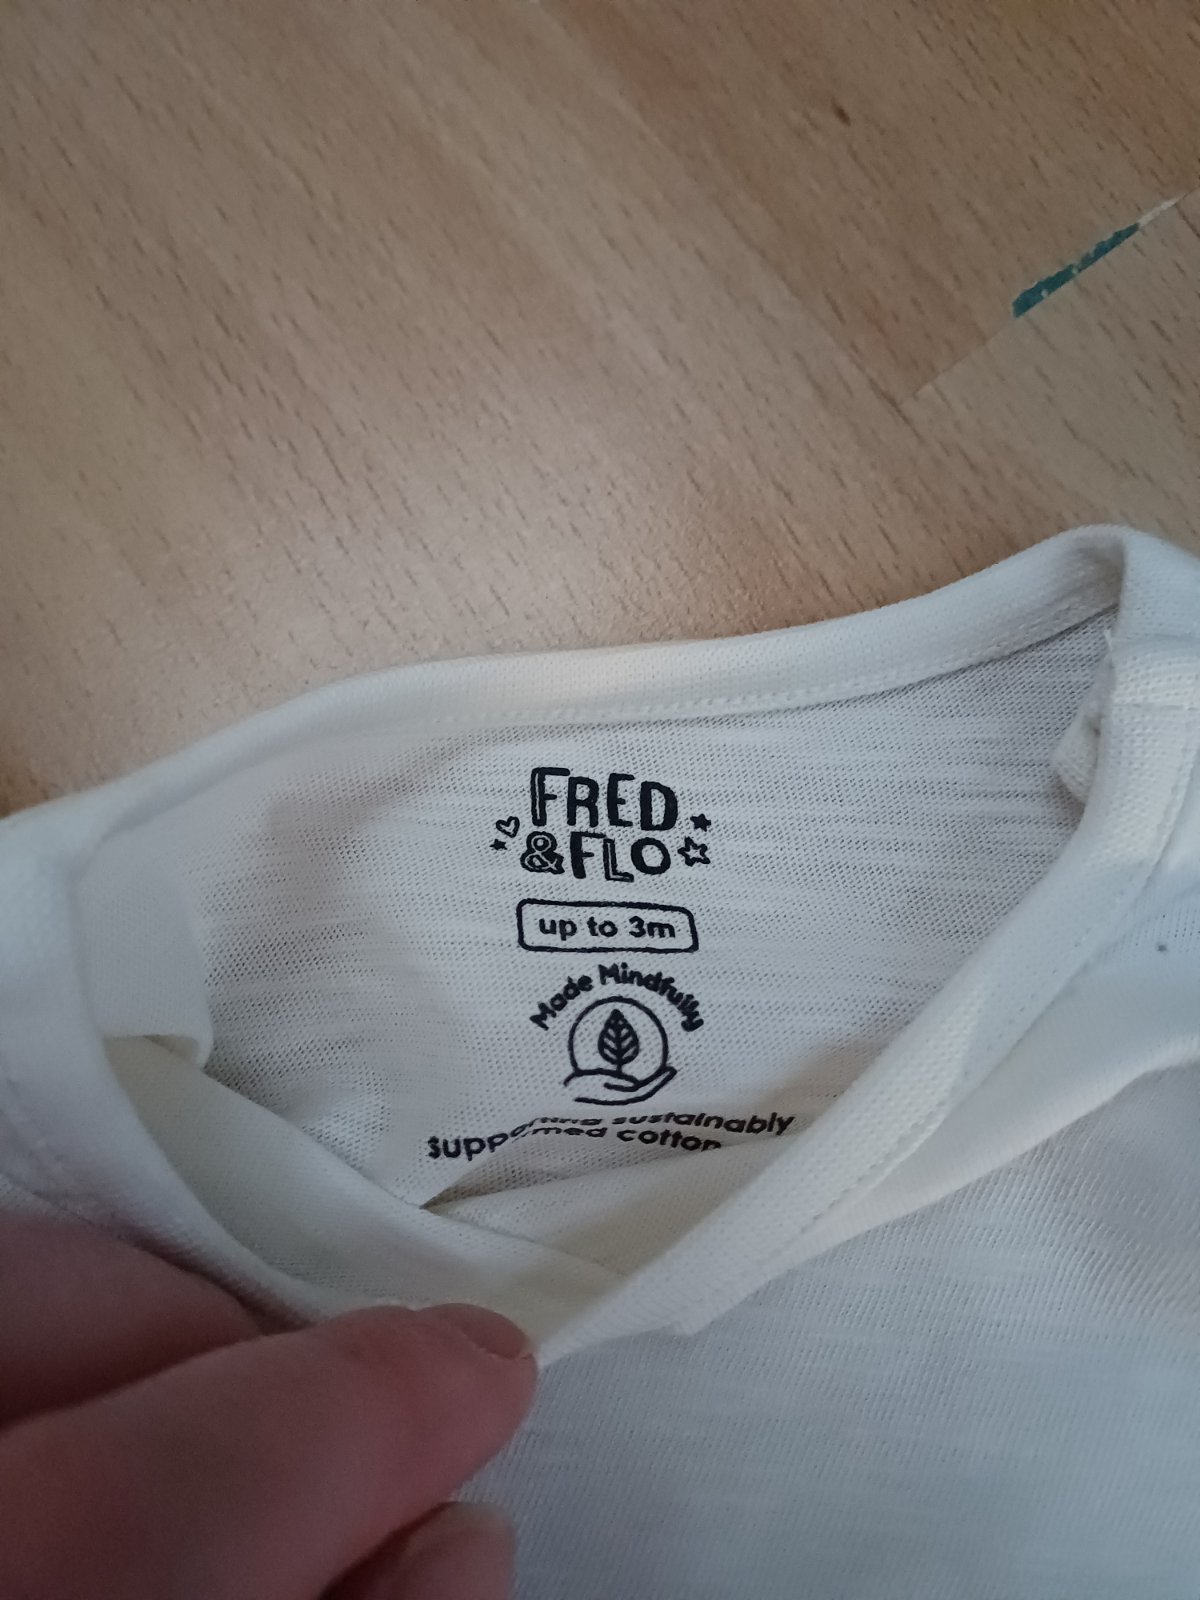 FRED
& FLO
up to 3m
Made Mindfully
sustainably
cotton